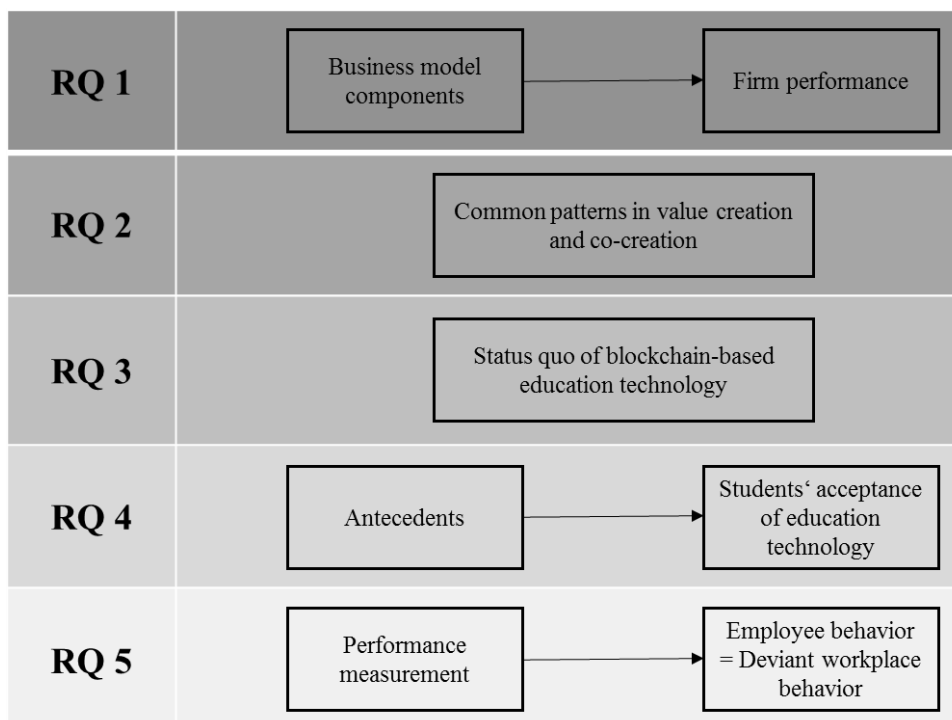 RQ 1
Business model
components
Firm performance
RQ 2
Common patterns in value creation
and co-creation
RQ 3
Status quo of blockchain-based
education technology
RQ 4
Antecedents
Students‘ acceptance
of education
technology
RQ 5
Performance
measurement
Employee behavior
= Deviant workplace
behavior